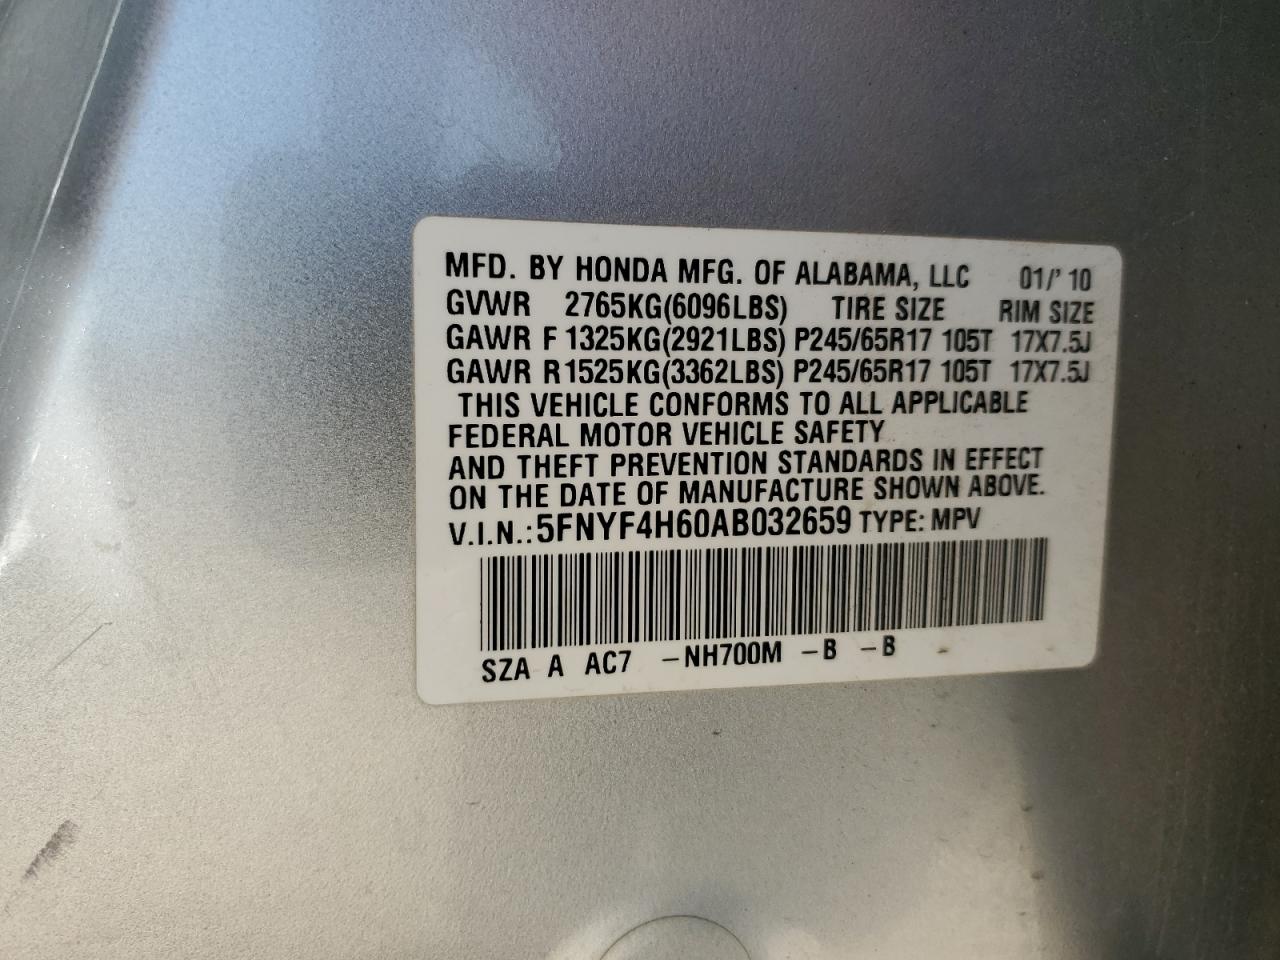 MFD. BY HONDA MFG. OF ALABAMA, LLC 01/'10
GVWR 2765KG(6096LBS) TIRE SIZE RIM SIZE
GAWR F 1325KG(2921LBS) P245/65R17 105T 17X7.5J
GAWR R 1525KG(3362LBS) P245/65R17 105T 17X7.5J
THIS VEHICLE CONFORMS TO ALL APPLICABLE
FEDERAL MOTOR VEHICLE SAFETY
AND THEFT PREVENTION STANDARDS IN EFFECT
ON THE DATE OF MANUFACTURE SHOWN ABOVE.
V.I.N.: 5FNYF4H60AB032659 TYPE: MPV
SZA A AC7 -NH700M -B -B